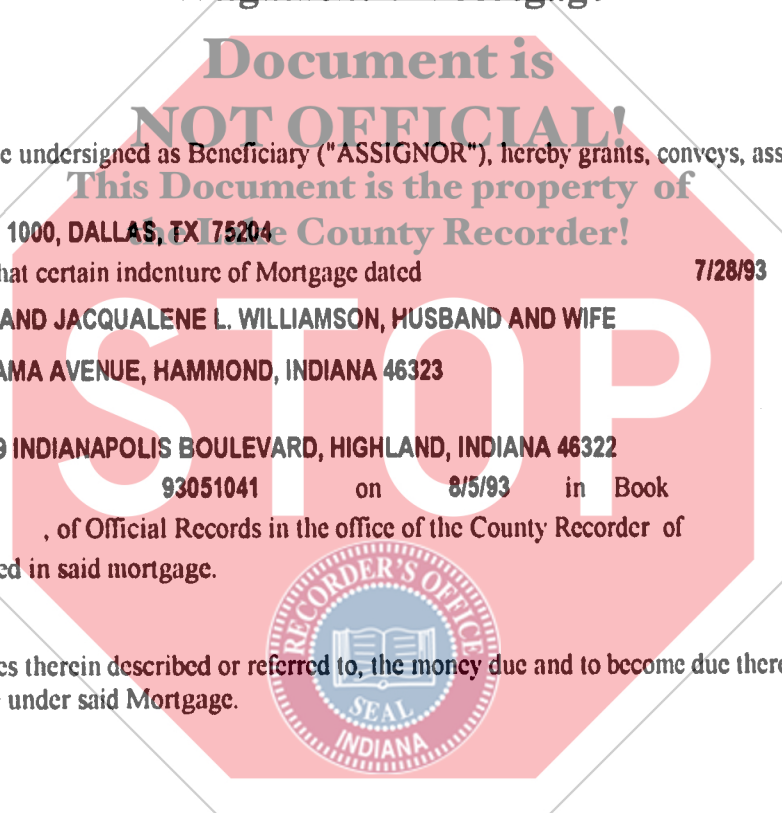 Document is
NOT OFFICIAL!
e undersigned as Beneficiary ("ASSIGNOR"), hereby grants, conveys, ass
This Document is the property of
1000, DALLAS, TX 75204
the Lake County Recorder!
hat certain indenture of Mortgage dated 7/28/93
AND JACQUALENE L. WILLIAMSON, HUSBAND AND WIFE
AMA AVENUE, HAMMOND, INDIANA 46323
STOP
9 INDIANAPOLIS BOULEVARD, HIGHLAND, INDIANA 46322
93051041 on 8/5/93 in Book
, of Official Records in the office of the County Recorder of
ed in said mortgage.
RECORDER'S OFFICE
es therein described or referred to, the money due and to become due there
under said Mortgage.
SEAL
INDIANA